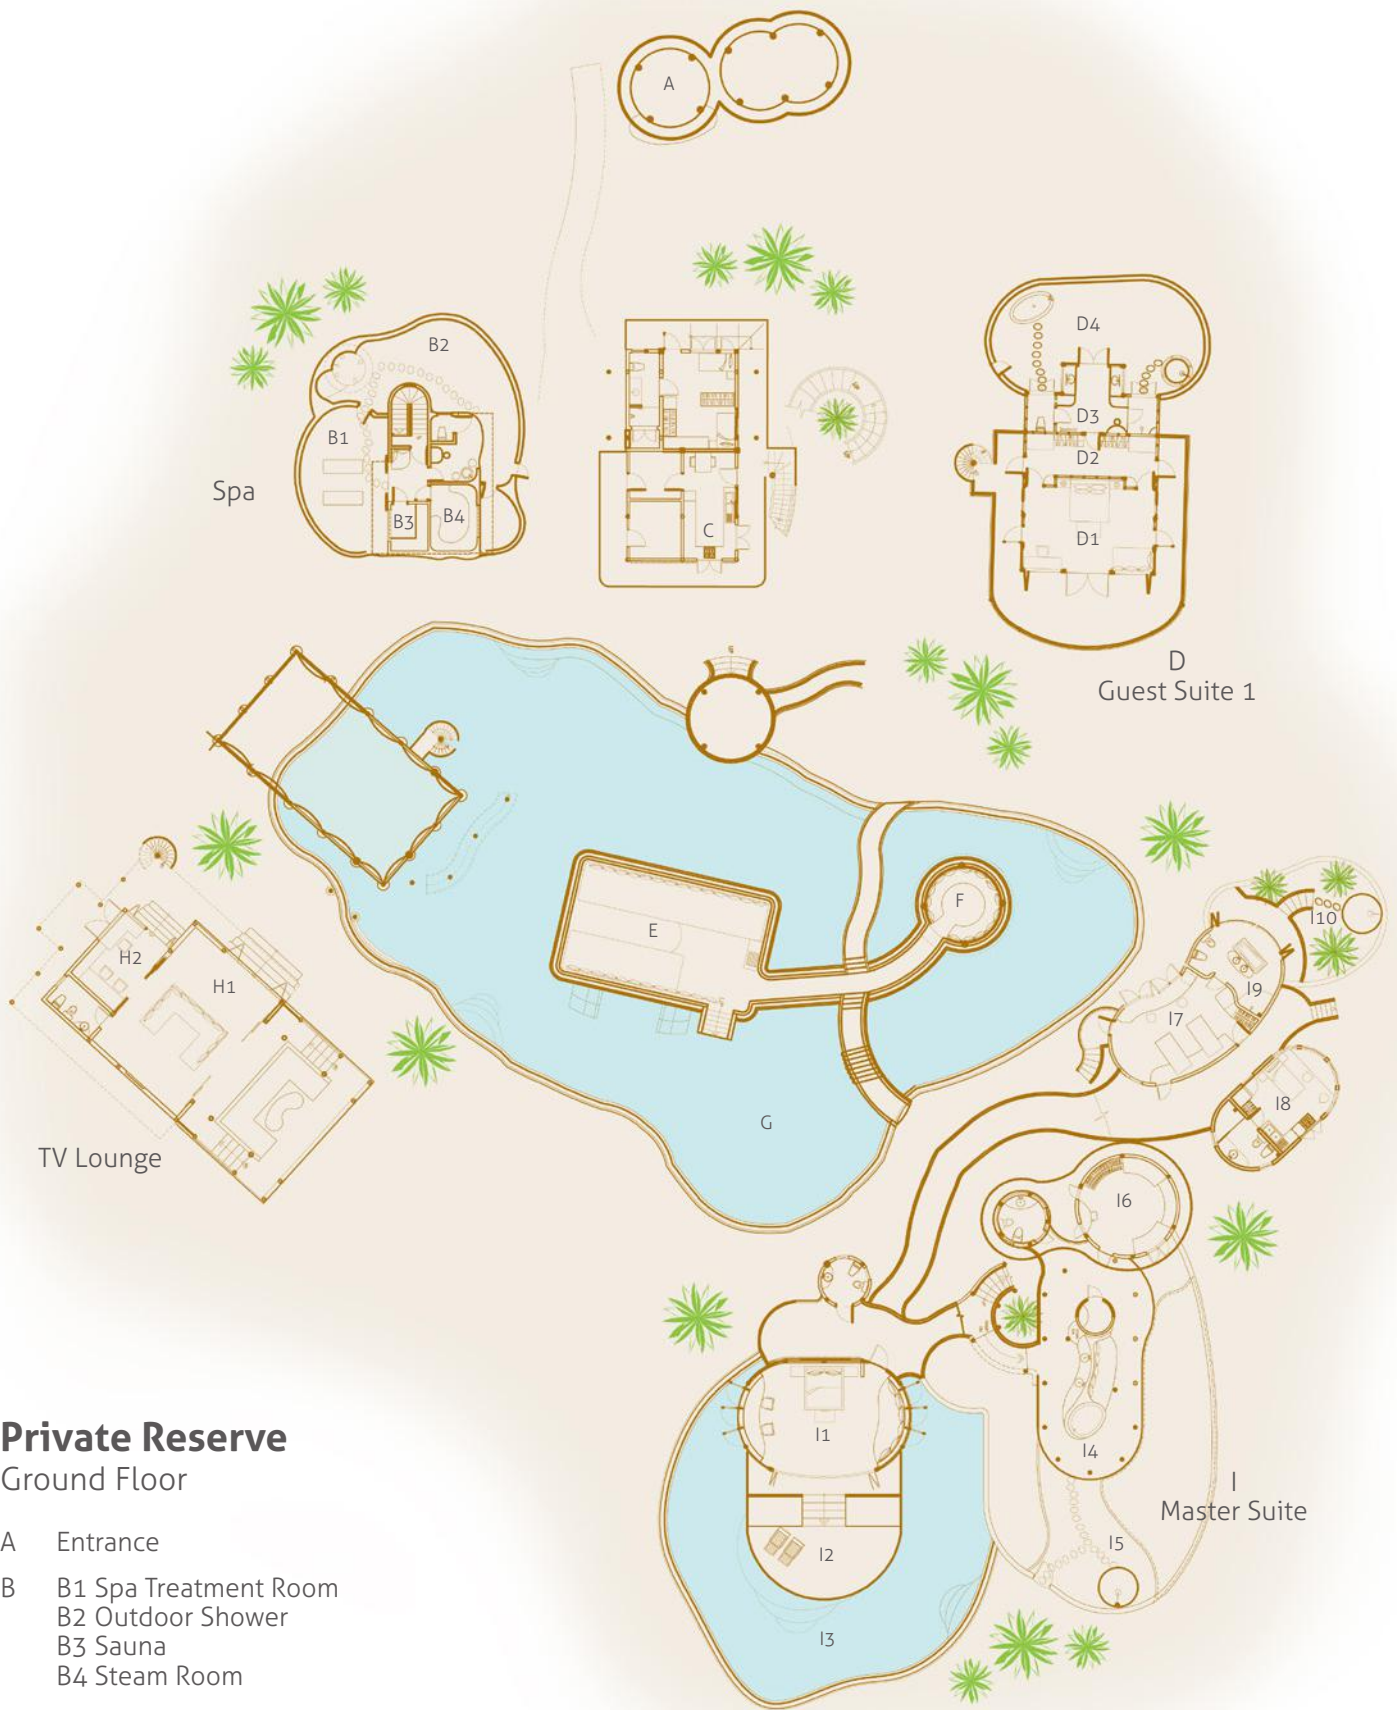 A
B2
B1
Spa
B3
B4
C
D4
D3
D2
D1
D
Guest Suite 1
E
F
G
H2
H1
TV Lounge
I10
I9
I7
I8
I6
I1
I4
I
Master Suite
I2
I5
I3
Private Reserve
Ground Floor
A Entrance
B B1 Spa Treatment Room
B2 Outdoor Shower
B3 Sauna
B4 Steam Room